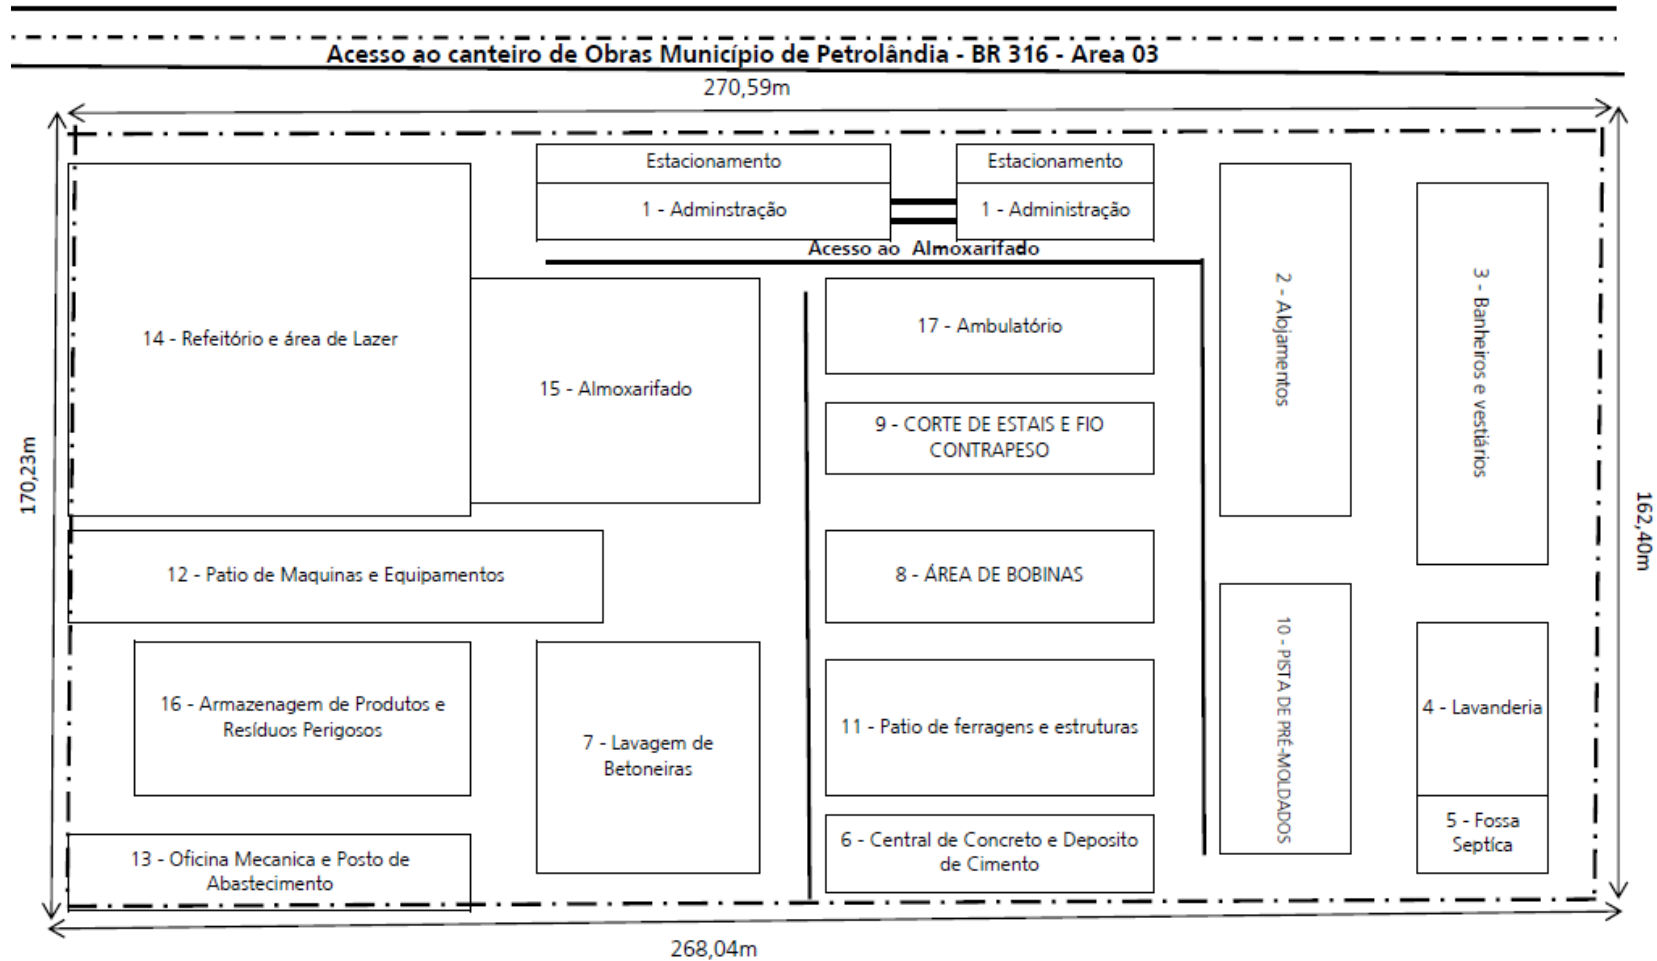 Acesso ao canteiro de Obras Município de Petrolândia - BR 316 - Area 03
270,59m
Estacionamento
Estacionamento
1 - Adminstração
1 - Administração
Acesso ao Almoxarifado
14 - Refeitório e área de Lazer
15 - Almoxarifado
17 - Ambulatório
9 - CORTE DE ESTAIS E FIO
CONTRAPESO
2 - Alojamentos
3 - Banheiros e vestiários
170,23m
162,40m
12 - Patio de Maquinas e Equipamentos
8 - ÁREA DE BOBINAS
16 - Armazenagem de Produtos e
Resíduos Perigosos
7 - Lavagem de
Betoneiras
11 - Patio de ferragens e estruturas
10 - PISTA DE PRÉ-MOLDADOS
4 - Lavanderia
5 - Fossa
Septíca
6 - Central de Concreto e Deposito
de Cimento
13 - Oficina Mecanica e Posto de
Abastecimento
268,04m